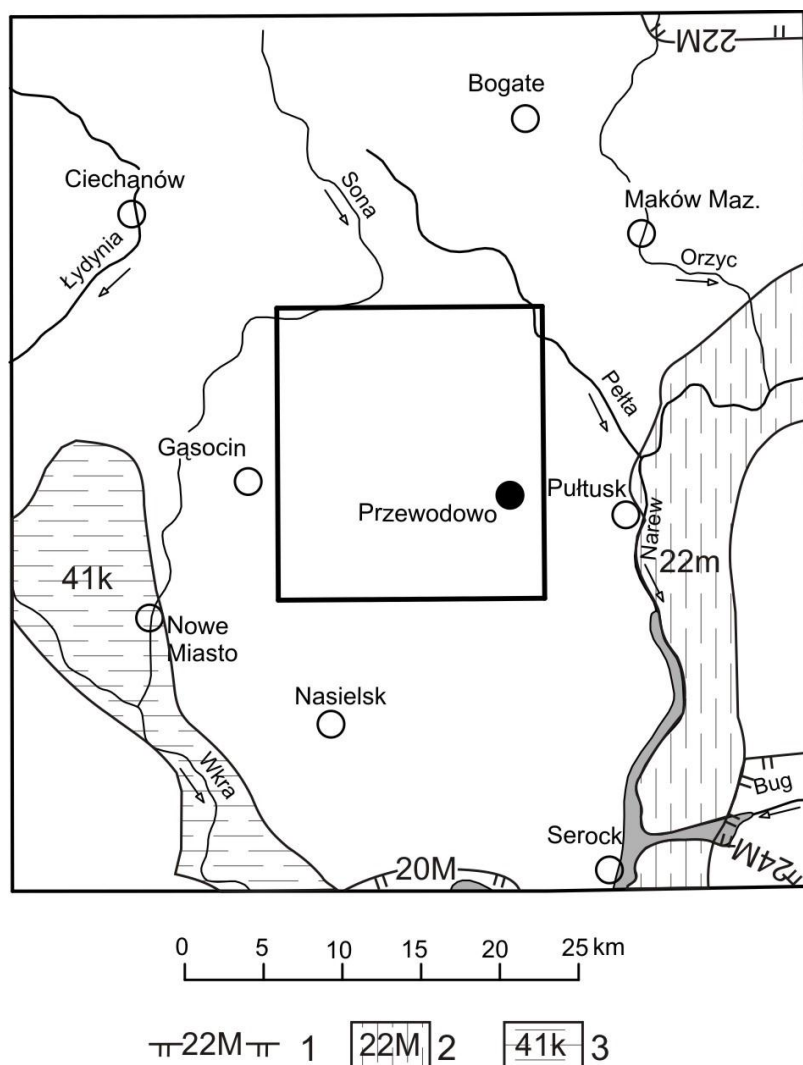 22M
Bogate
Ciechanów
Sona
Maków Maz.
Łydynia
Orzyc
Pełta
Gąsocin
Pułtusk
Przewodowo
Narew
22m
41k
Nowe
Miasto
Nasielsk
Wkra
Bug
Serock
20M
24M
0 5 10 15 20 25 km
22M 1 22M 2 41k 3